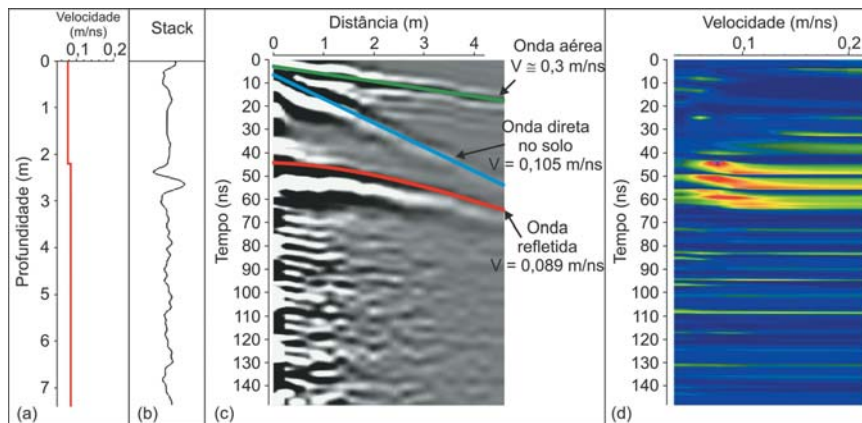 Velocidade
(m/ns)
0 0,1 0,2
Profundidade (m)
0
1
2
3
4
5
6
7
(a)
Stack
(b)
Distância (m)
0 2 4
Tempo (ns)
0
10
20
30
40
50
60
70
80
90
100
110
120
130
140
(c)
Onda aérea
V ≅ 0,3 m/ns
Onda direta
no solo
V = 0,105 m/ns
Onda
refletida
V = 0,089 m/ns
Velocidade (m/ns)
0,1 0,2
Tempo (ns)
0
10
20
30
40
50
60
70
80
90
100
110
120
130
140
(d)